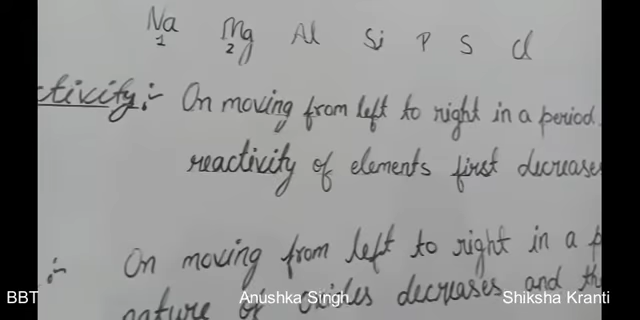 Na Mg Al Si P S Cl
1 2
ctivity:- On moving from left to right in a period
reactivity of elements first decrease
:- On moving from left to right in a p
nature of oxides decreases and th
BBT Anushka Singh Shiksha Kranti